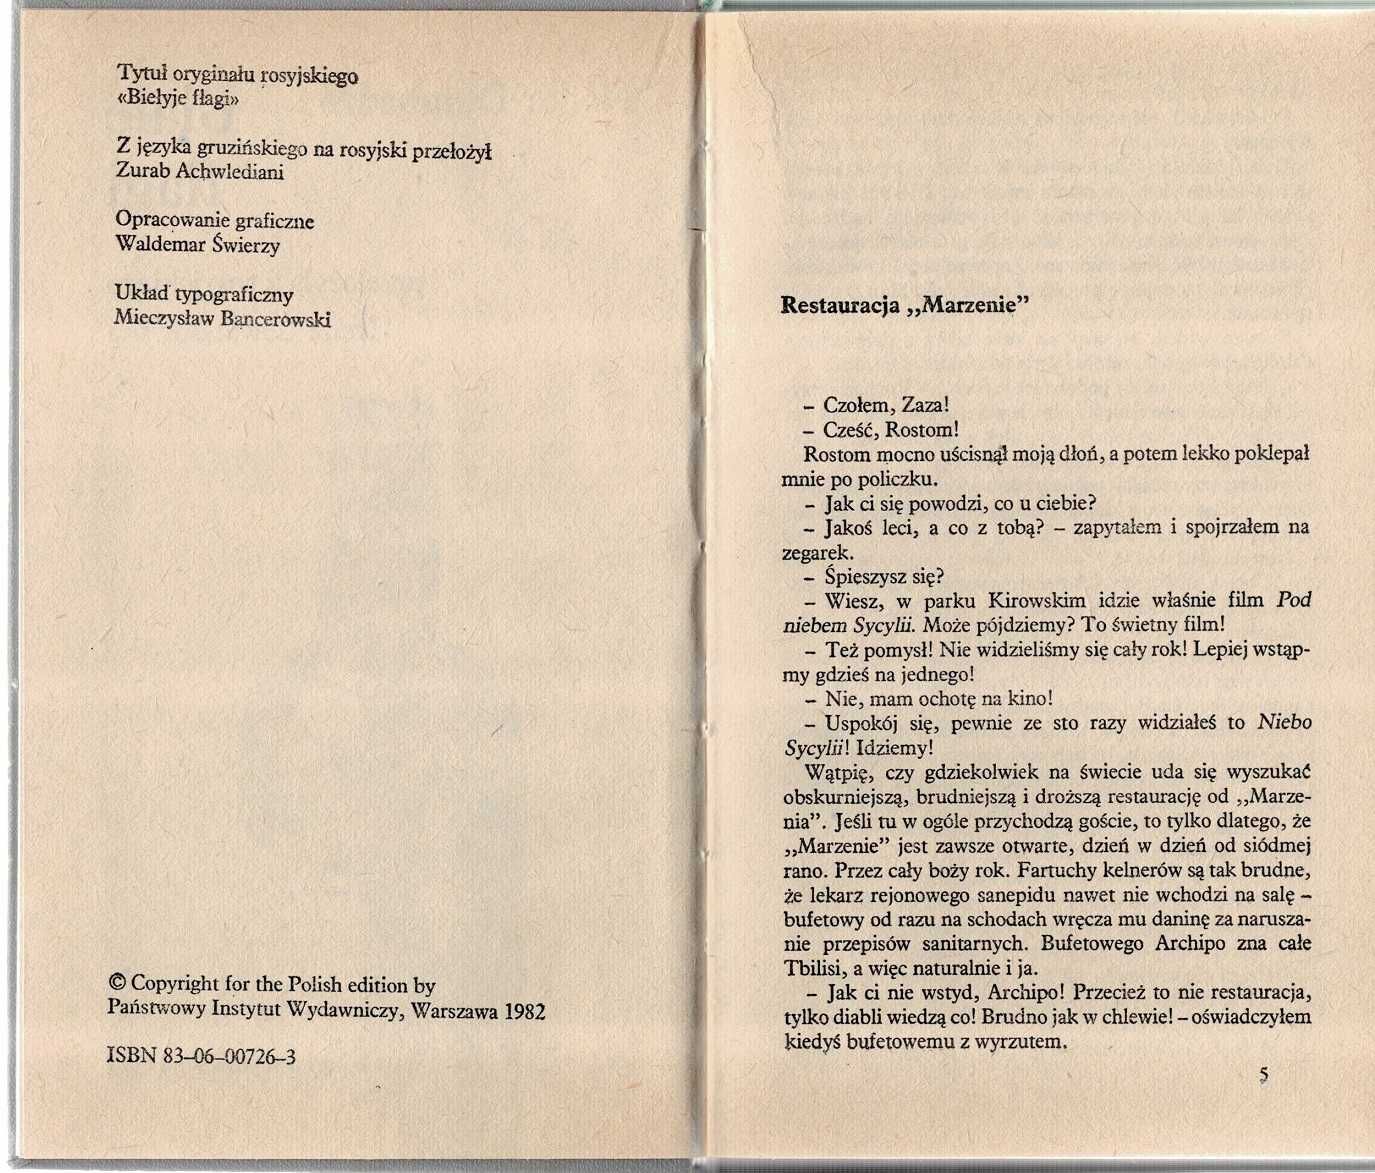 Tytuł oryginału rosyjskiego
«Biełyje fłagi»
Z języka gruzińskiego na rosyjski przełożył
Zurab Achwlediani
Opracowanie graficzne
Waldemar Świerzy
Układ typograficzny
Mieczysław Bancerowski
© Copyright for the Polish edition by
Państwowy Instytut Wydawniczy, Warszawa 1982
ISBN 83–06–00726–3
Restauracja „Marzenie”
– Czołem, Zaza!
– Cześć, Rostom!
Rostom mocno uścisnął moją dłoń, a potem lekko poklepał
mnie po policzku.
– Jak ci się powodzi, co u ciebie?
– Jakoś leci, a co z tobą? – zapytałem i spojrzałem na
zegarek.
– Śpieszysz się?
– Wiesz, w parku Kirowskim idzie właśnie film Pod
niebem Sycylii. Może pójdziemy? To świetny film!
– Też pomysł! Nie widzieliśmy się cały rok! Lepiej wstąp-
my gdzieś na jednego!
– Nie, mam ochotę na kino!
– Uspokój się, pewnie ze sto razy widziałeś to Niebo
Sycylii! Idziemy!
Wątpię, czy gdziekolwiek na świecie uda się wyszukać
obskurniejszą, brudniejszą i droższą restaurację od „Marze-
nia”. Jeśli tu w ogóle przychodzą goście, to tylko dlatego, że
„Marzenie” jest zawsze otwarte, dzień w dzień od siódmej
rano. Przez cały boży rok. Fartuchy kelnerów są tak brudne,
że lekarz rejonowego sanepidu nawet nie wchodzi na salę –
bufetowy od razu na schodach wręcza mu daninę za narusza-
nie przepisów sanitarnych. Bufetowego Archipo zna całe
Tbilisi, a więc naturalnie i ja.
– Jak ci nie wstyd, Archipo! Przecież to nie restauracja,
tylko diabli wiedzą co! Brudno jak w chlewie! – oświadczyłem
kiedyś bufetowemu z wyrzutem.
5